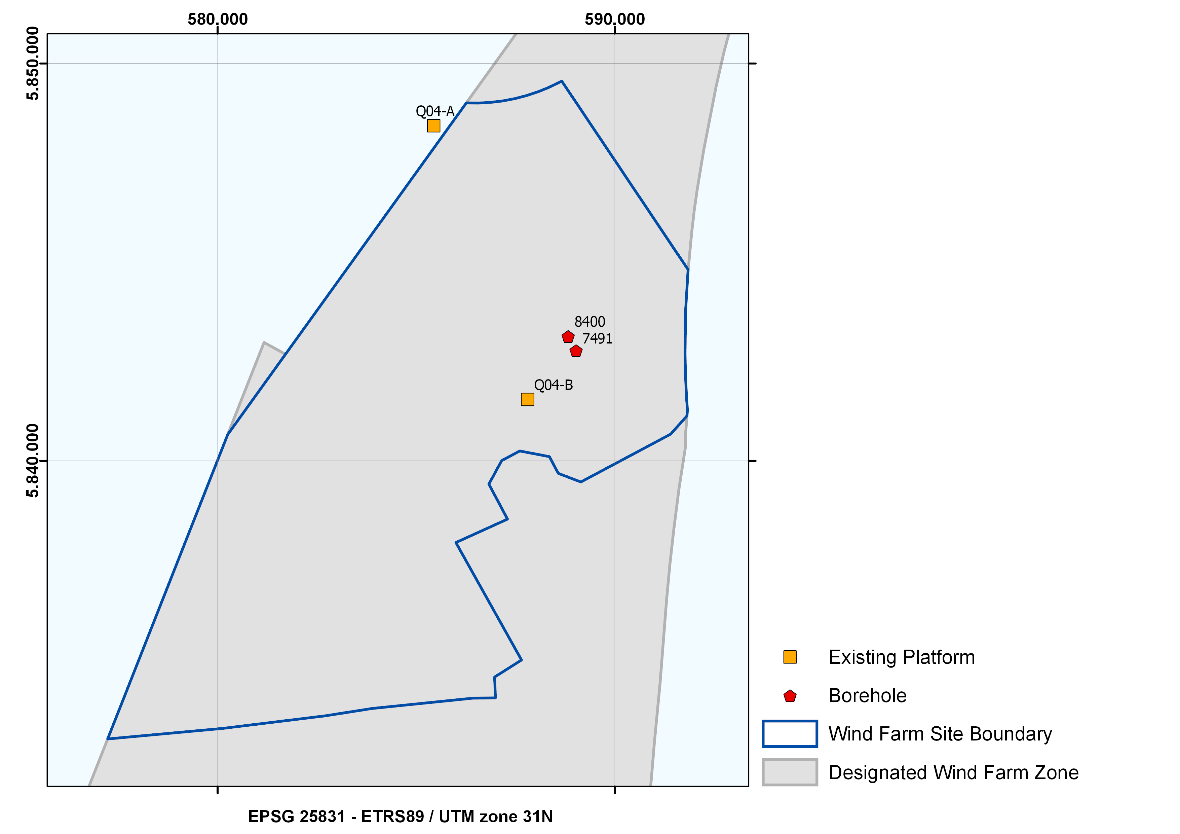 580.000
590.000
5.850.000
Q04-A
8400
7491
Q04-B
5.840.000
Existing Platform
Borehole
Wind Farm Site Boundary
Designated Wind Farm Zone
EPSG 25831 - ETRS89 / UTM zone 31N